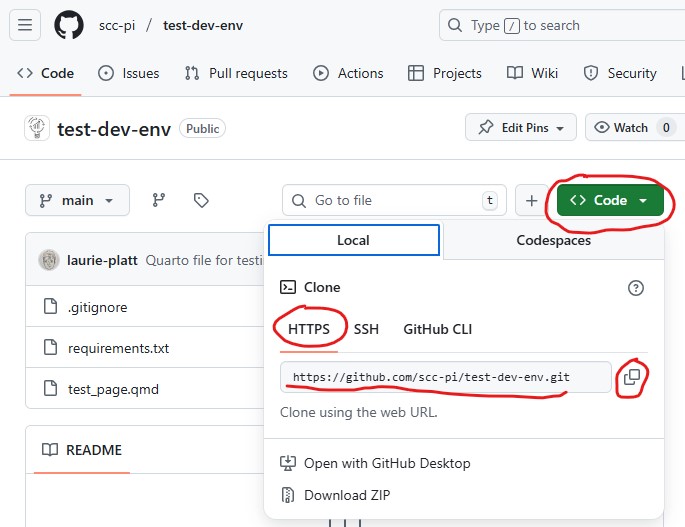 scc-pi / test-dev-env
Type / to search
Code Issues Pull requests Actions Projects Wiki Security
test-dev-env Public
Edit Pins Watch 0
main Go to file t + Code
Local Codespaces
laurie-platt Quarto file for testi
Clone
.gitignore
HTTPS SSH GitHub CLI
requirements.txt
https://github.com/scc-pi/test-dev-env.git
test_page.qmd
Clone using the web URL.
README
Open with GitHub Desktop
Download ZIP